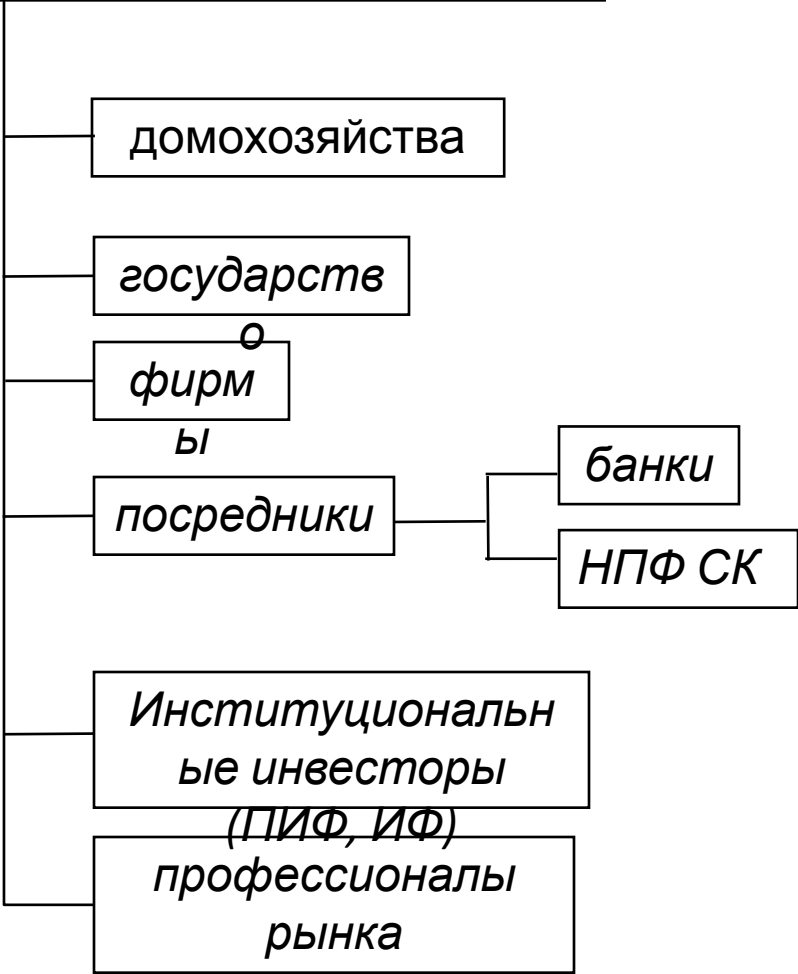 домохозяйства
государств
о
фирм
ы
посредники
банки
НПФ СК
Институциональн
ые инвесторы
(ПИФ, ИФ)
профессионалы
рынка